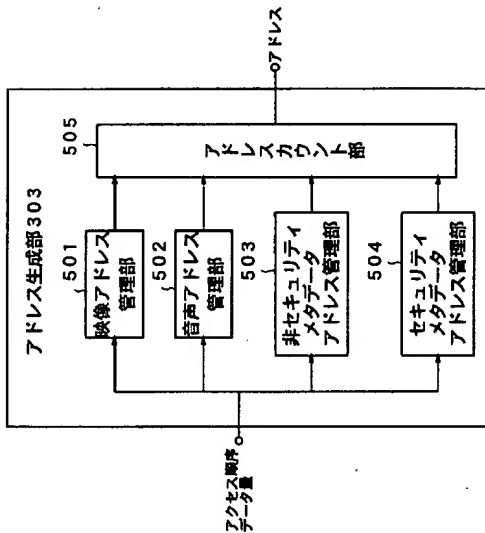 アドレス生成部303
501
映像アドレス
管理部
502
音声アドレス
管理部
503
非セキュリティ
メタデータ
アドレス管理部
504
セキュリティ
メタデータ
アドレス管理部
505
アドレスカウント部
アクセス順序
データ量
アドレス